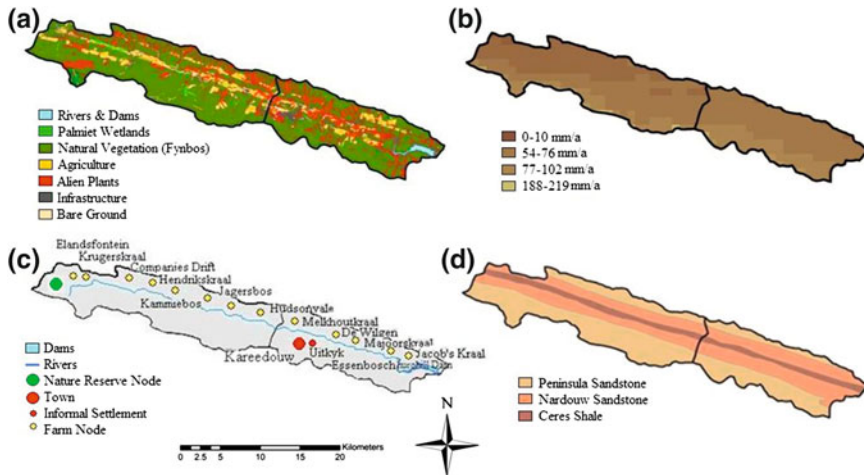 (a)
Rivers & Dams
Palmiet Wetlands
Natural Vegetation (Fynbos)
Agriculture
Alien Plants
Infrastructure
Bare Ground
(b)
0-10 mm/a
54-76 mm/a
77-102 mm/a
188-219 mm/a
(c)
Elandsfontein
Krugerskraal
Companies Drift
Hendrikskraal
Jagersbos
Kammiebos
Hudsonvale
Melkhoutkraal
De Wilgen
Majoorskraal
Jacob's Kraal
Kareedouw
Uitkyk
Essenbosch
Dam
Dams
Rivers
Nature Reserve Node
Town
Informal Settlement
Farm Node
0 2.5 5 10 15 20
Kilometers
N
W E
S
(d)
Peninsula Sandstone
Nardouw Sandstone
Ceres Shale